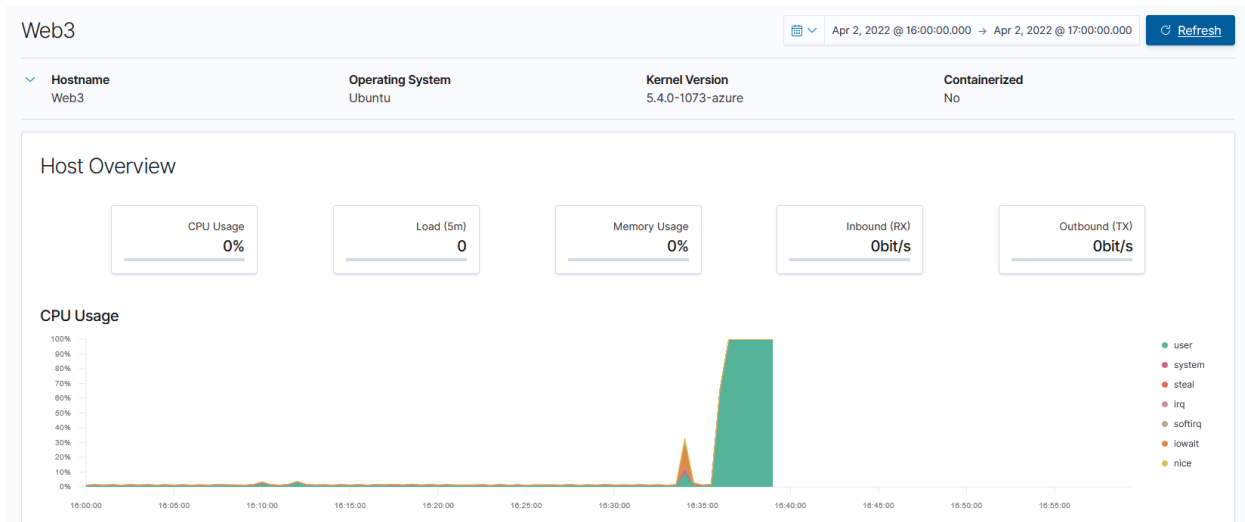 Web3
Apr 2, 2022 @ 16:00:00.000 → Apr 2, 2022 @ 17:00:00.000
Refresh
Hostname Operating System Kernel Version Containerized
Web3 Ubuntu 5.4.0-1073-azure No
Host Overview
CPU Usage Load (5m) Memory Usage Inbound (RX) Outbound (TX)
0% 0 0% 0bit/s 0bit/s
CPU Usage
100%
90%
80%
70%
60%
50%
40%
30%
20%
10%
0%
16:00:00 16:05:00 16:10:00 16:15:00 16:20:00 16:25:00 16:30:00 16:35:00 16:40:00 16:45:00 16:50:00 16:55:00
user
system
steal
irq
softirq
iowait
nice